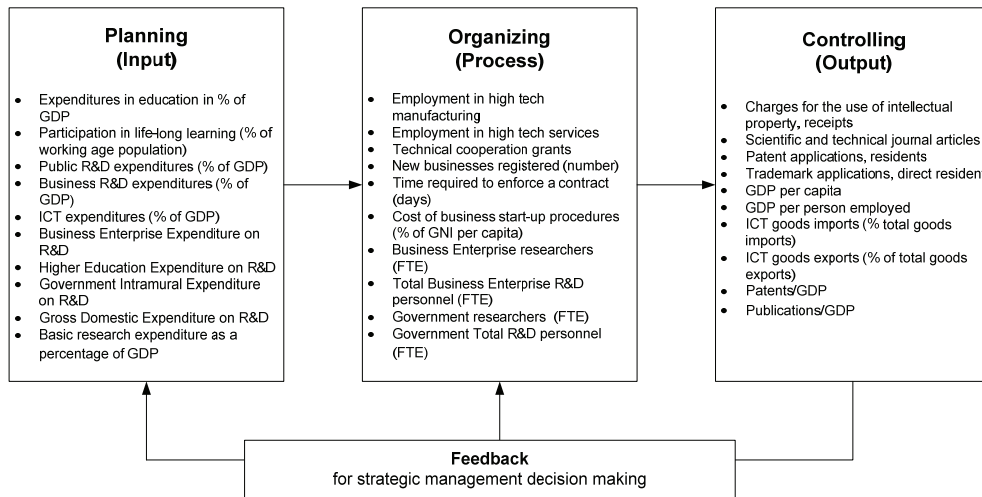 Planning
(Input)
• Expenditures in education in % of
GDP
• Participation in life-long learning (% of
working age population)
• Public R&D expenditures (% of GDP)
• Business R&D expenditures (% of
GDP)
• ICT expenditures (% of GDP)
• Business Enterprise Expenditure on
R&D
• Higher Education Expenditure on R&D
• Government Intramural Expenditure
on R&D
• Gross Domestic Expenditure on R&D
• Basic research expenditure as a
percentage of GDP
Organizing
(Process)
• Employment in high tech
manufacturing
• Employment in high tech services
• Technical cooperation grants
• New businesses registered (number)
• Time required to enforce a contract
(days)
• Cost of business start-up procedures
(% of GNI per capita)
• Business Enterprise researchers
(FTE)
• Total Business Enterprise R&D
personnel (FTE)
• Government researchers (FTE)
• Government Total R&D personnel
(FTE)
Controlling
(Output)
• Charges for the use of intellectual
property, receipts
• Scientific and technical journal articles
• Patent applications, residents
• Trademark applications, direct resident
• GDP per capita
• GDP per person employed
• ICT goods imports (% total goods
imports)
• ICT goods exports (% of total goods
exports)
• Patents/GDP
• Publications/GDP
Feedback
for strategic management decision making